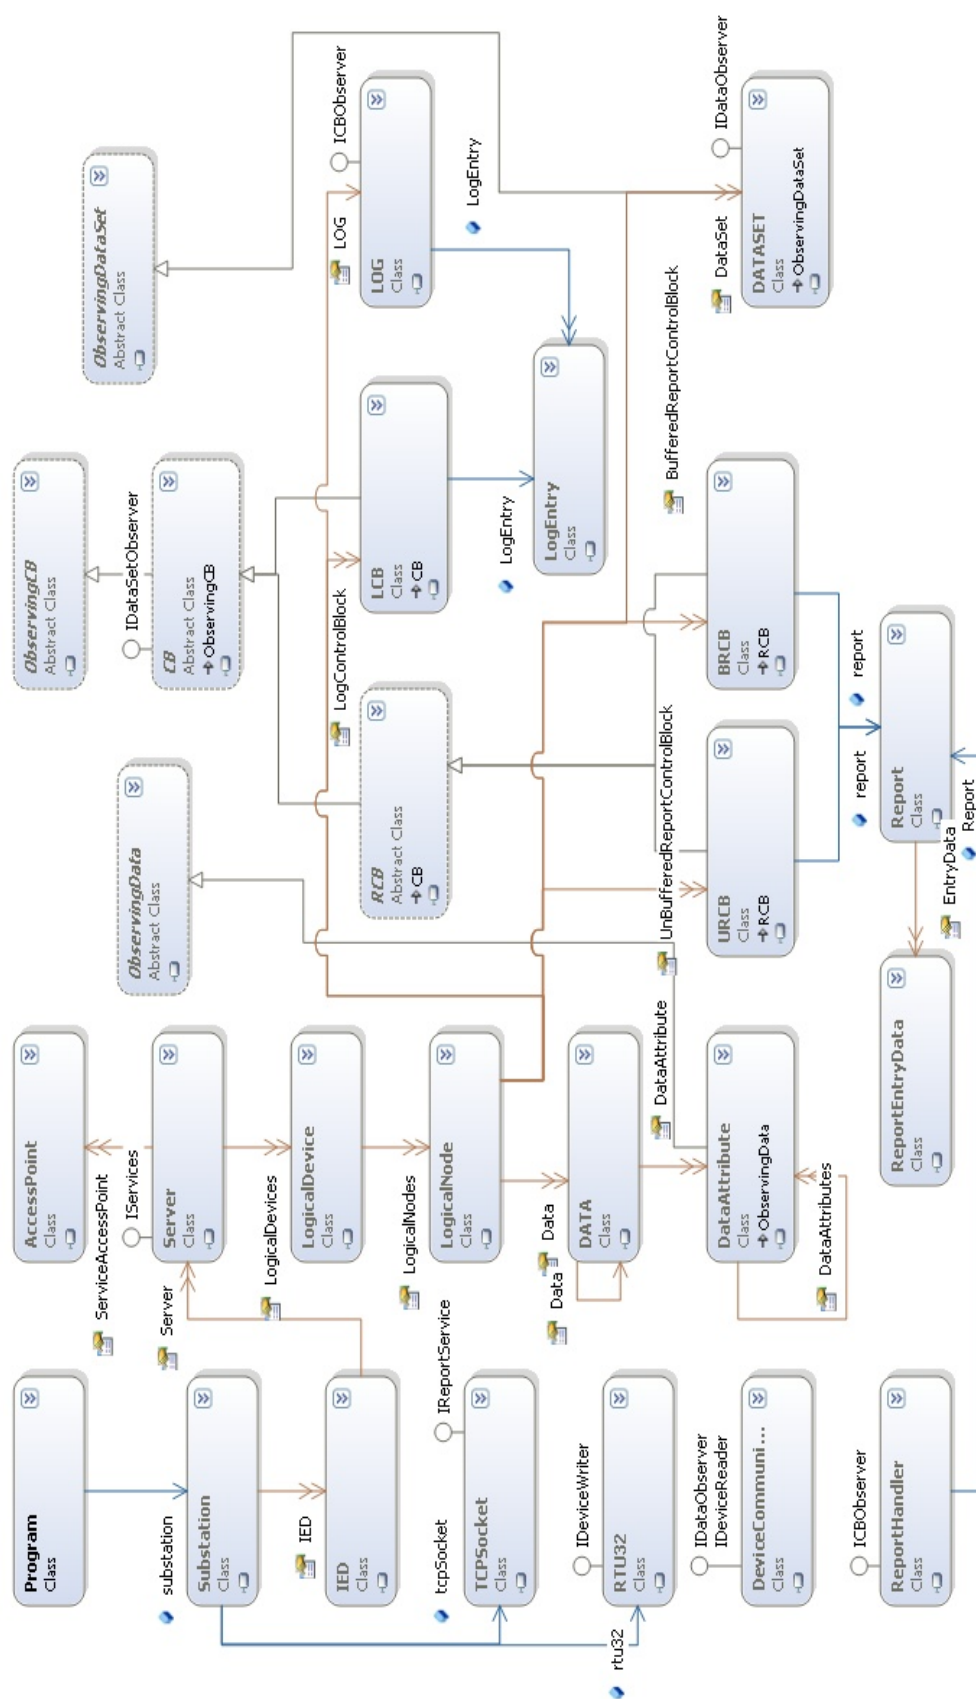 Program
Class
substation
Substation
Class
IED
IED
Class
tcpSocket
IReportService
TCPSocket
Class
rtu32
IDeviceWriter
RTU32
Class
IDataObserver
IDeviceReader
DeviceCommuni...
Class
ICBObserver
ReportHandler
Class
AccessPoint
Class
ServiceAccessPoint
IServices
Server
Server
Class
LogicalDevices
LogicalDevice
Class
LogicalNodes
LogicalNode
Class
Data
Data
DATA
Class
DataAttribute
DataAttribute
Class
ObservingData
DataAttributes
ReportEntryData
Class
ObservingData
Abstract Class
RCB
Abstract Class
CB
UnBufferedReportControlBlock
URCB
Class
RCB
report
report
EntryData
Report
Report
Class
ObservingCB
Abstract Class
IDataSetObserver
CB
Abstract Class
ObservingCB
LogControlBlock
LCB
Class
CB
LogEntry
LogEntry
Class
BufferedReportControlBlock
BRCB
Class
RCB
ObservingDataSet
Abstract Class
LOG
ICBObserver
LOG
Class
LogEntry
DataSet
IDataObserver
DATASET
Class
ObservingDataSet